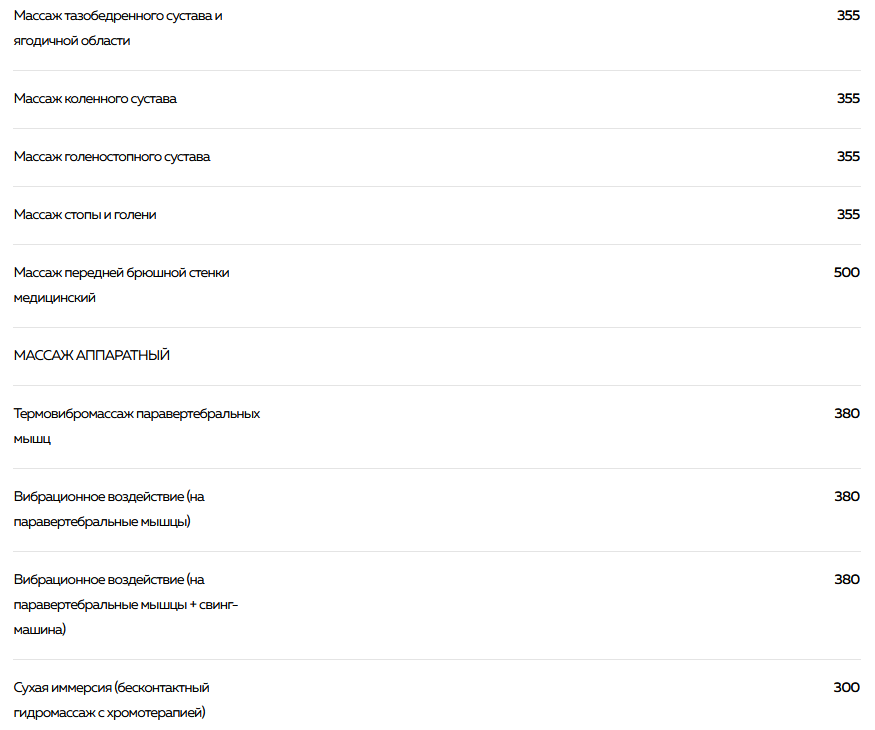 Массаж тазобедренного сустава и 355
ягодичной области
Массаж коленного сустава 355
Массаж голеностопного сустава 355
Массаж стопы и голени 355
Массаж передней брюшной стенки 500
медицинский
МАССАЖ АППАРАТНЫЙ
Термовибромассаж паравертебральных 380
мышц
Вибрационное воздействие (на 380
паравертебральные мышцы)
Вибрационное воздействие (на 380
паравертебральные мышцы + свинг-
машина)
Сухая иммерсия (бесконтактный 300
гидромассаж с хромотерапией)